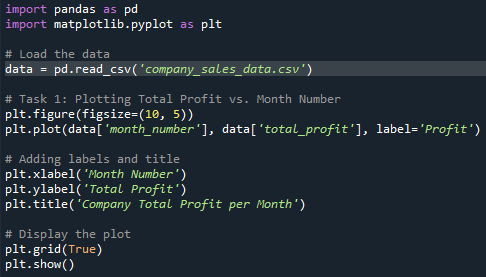 import pandas as pd
import matplotlib.pyplot as plt
# Load the data
data = pd.read_csv('company_sales_data.csv')
# Task 1: Plotting Total Profit vs. Month Number
plt.figure(figsize=(10, 5))
plt.plot(data['month_number'], data['total_profit'], label='Profit')
# Adding labels and title
plt.xlabel('Month Number')
plt.ylabel('Total Profit')
plt.title('Company Total Profit per Month')
# Display the plot
plt.grid(True)
plt.show()